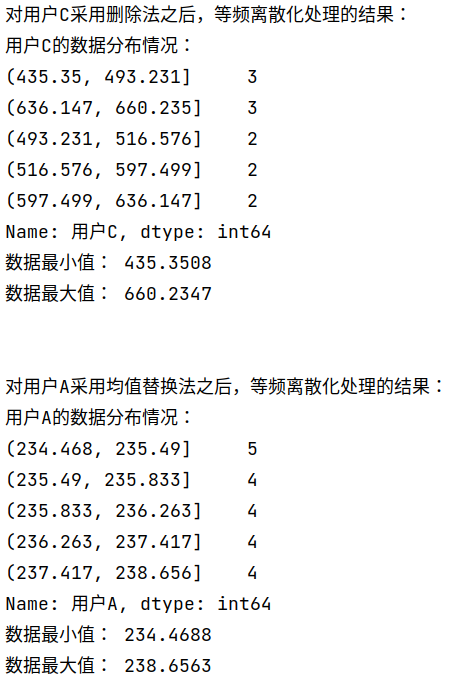 对用户C采用删除法之后，等频离散化处理的结果：
用户C的数据分布情况：
(435.35, 493.231]     3
(636.147, 660.235]    3
(493.231, 516.576]    2
(516.576, 597.499]    2
(597.499, 636.147]    2
Name: 用户C, dtype: int64
数据最小值： 435.3508
数据最大值： 660.2347
对用户A采用均值替换法之后，等频离散化处理的结果：
用户A的数据分布情况：
(234.468, 235.49]     5
(235.49, 235.833]     4
(235.833, 236.263]    4
(236.263, 237.417]    4
(237.417, 238.656]    4
Name: 用户A, dtype: int64
数据最小值： 234.4688
数据最大值： 238.6563